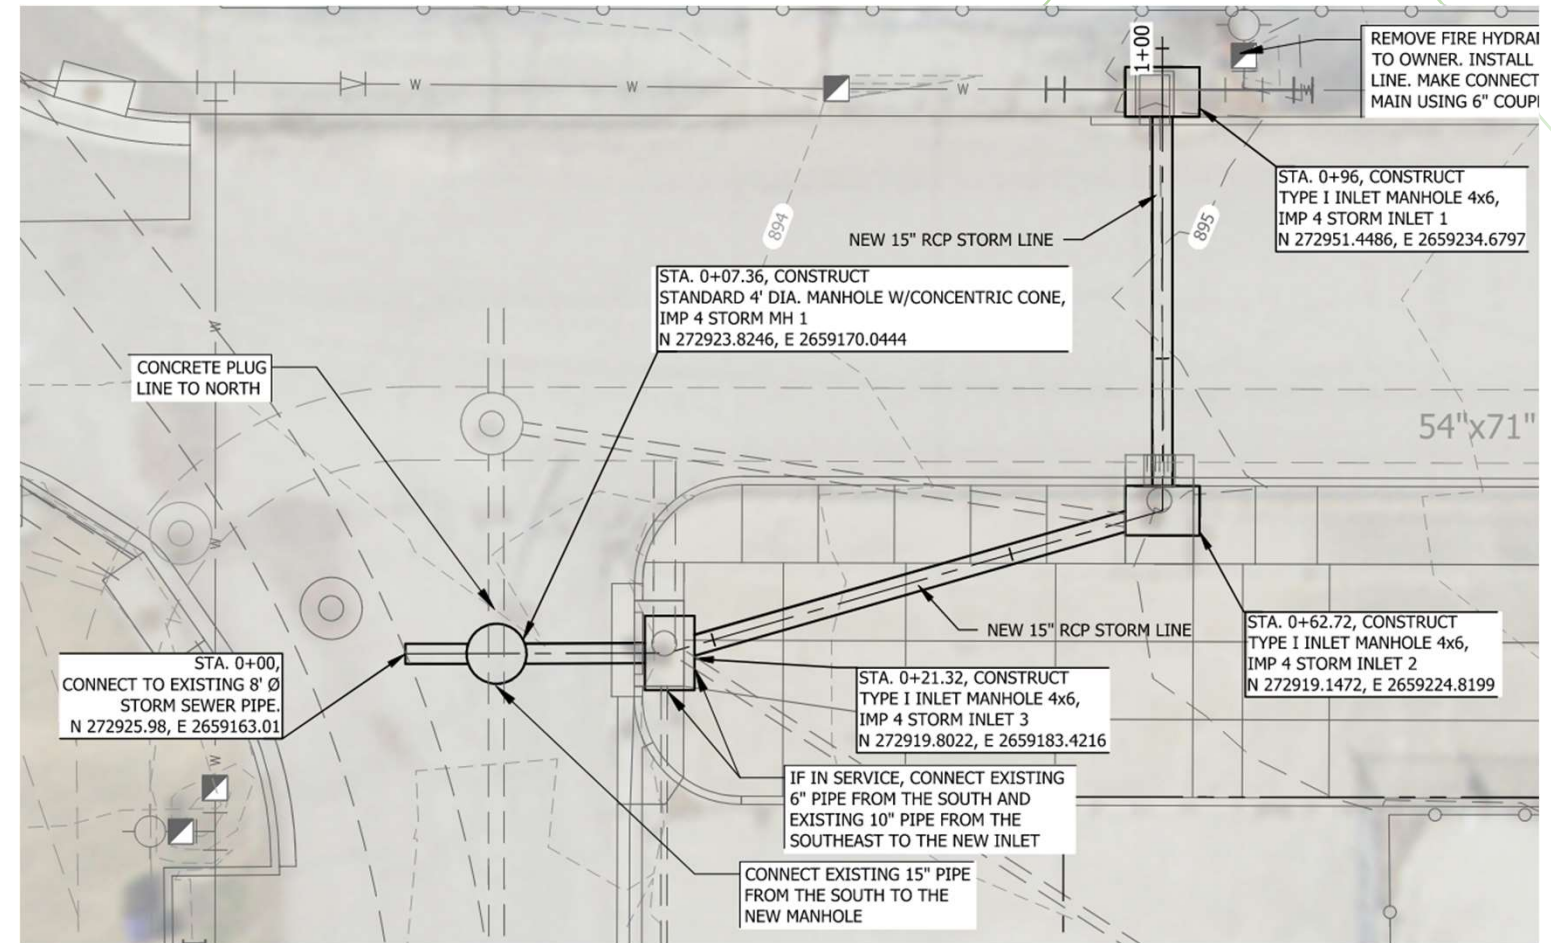 1+00
REMOVE FIRE
TO OWNER. INSTALL
LINE. MAKE
MAIN USING 6"
W
W
W
W
STA. 0+96, CONSTRUCT
TYPE I INLET MANHOLE 4x6,
IMP 4 STORM INLET 1
N 272951.4486, E 2659234.6797
894
895
NEW 15" RCP STORM LINE
STA. 0+07.36, CONSTRUCT
STANDARD 4' DIA. MANHOLE W/CONCENTRIC CONE,
IMP 4 STORM MH 1
N 272923.8246, E 2659170.0444
W
CONCRETE PLUG
LINE TO NORTH
54"x71"
W
NEW 15" RCP STORM LINE
STA. 0+62.72, CONSTRUCT
TYPE I INLET MANHOLE 4x6,
IMP 4 STORM INLET 2
N 272919.1472, E 2659224.8199
STA. 0+00,
CONNECT TO EXISTING 8' Ø
STORM SEWER PIPE.
N 272925.98, E 2659163.01
STA. 0+21.32, CONSTRUCT
TYPE I INLET MANHOLE 4x6,
IMP 4 STORM INLET 3
N 272919.8022, E 2659183.4216
W
IF IN SERVICE, CONNECT EXISTING
6" PIPE FROM THE SOUTH AND
EXISTING 10" PIPE FROM THE
SOUTHEAST TO THE NEW INLET
CONNECT EXISTING 15" PIPE
FROM THE SOUTH TO THE
NEW MANHOLE